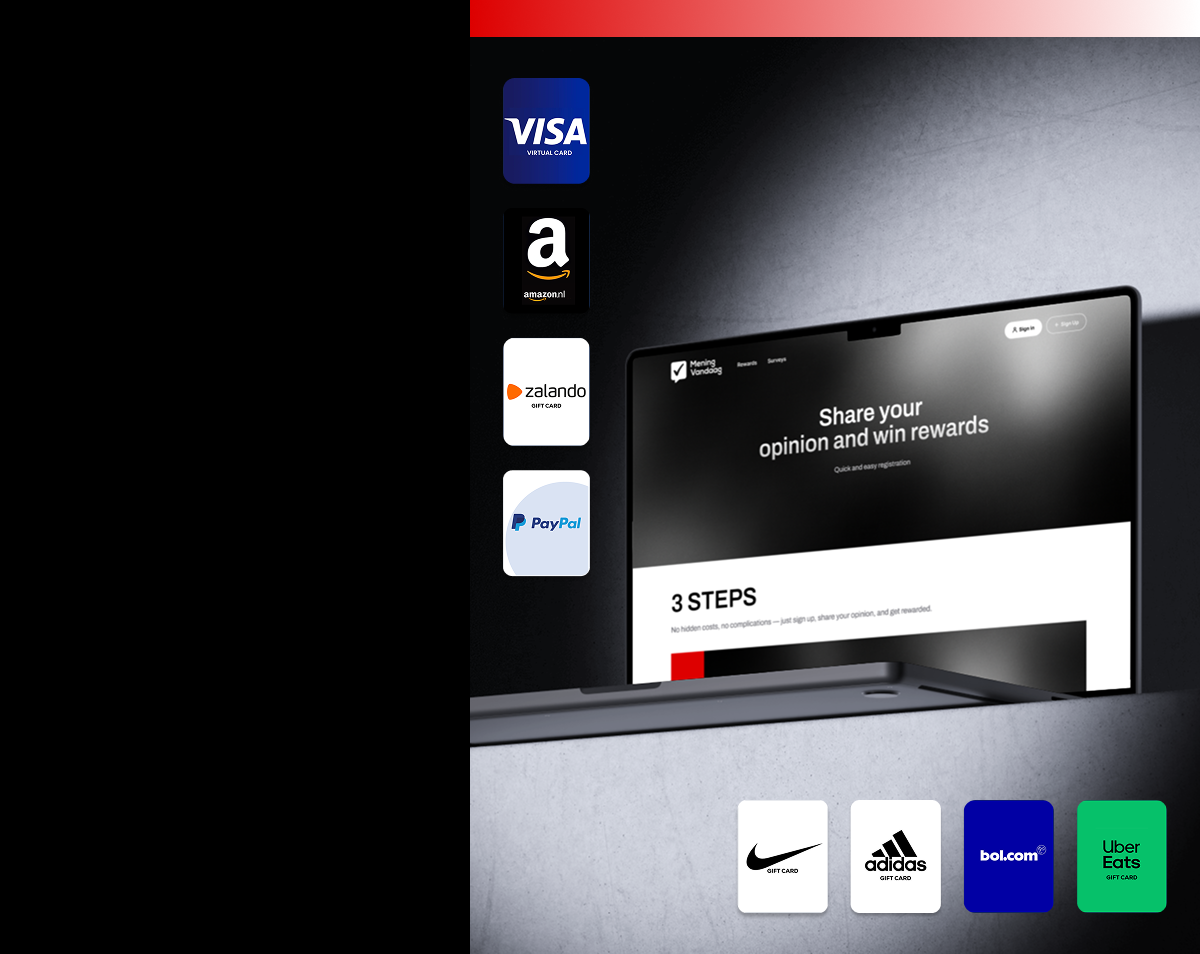 VISA
VIRTUAL CARD
a
amazon.nl
zalando
GIFT CARD
PayPal
Mening
Vandaag
Rewards
Surveys
Sign in
Sign Up
Share your
opinion and win rewards
Quick and easy registration
3 STEPS
No hidden costs, no complications — just sign up, share your opinion, and get rewarded.
GIFT CARD
adidas
GIFT CARD
bol.com
Uber
Eats
GIFT CARD